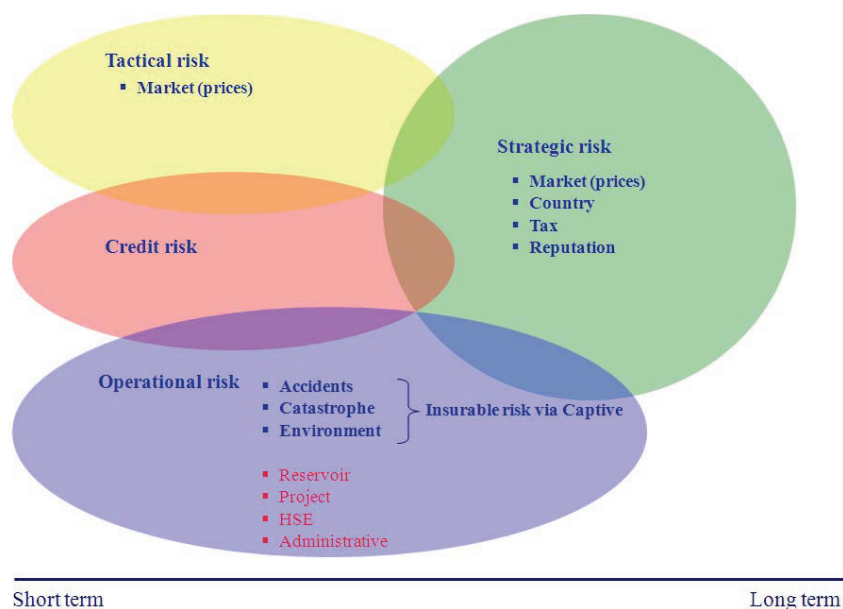 Tactical risk
▪ Market (prices)
Strategic risk
▪ Market (prices)
▪ Country
▪ Tax
▪ Reputation
Credit risk
Operational risk
▪ Accidents
▪ Catastrophe
▪ Environment
Insurable risk via Captive
▪ Reservoir
▪ Project
▪ HSE
▪ Administrative
Short term
Long term